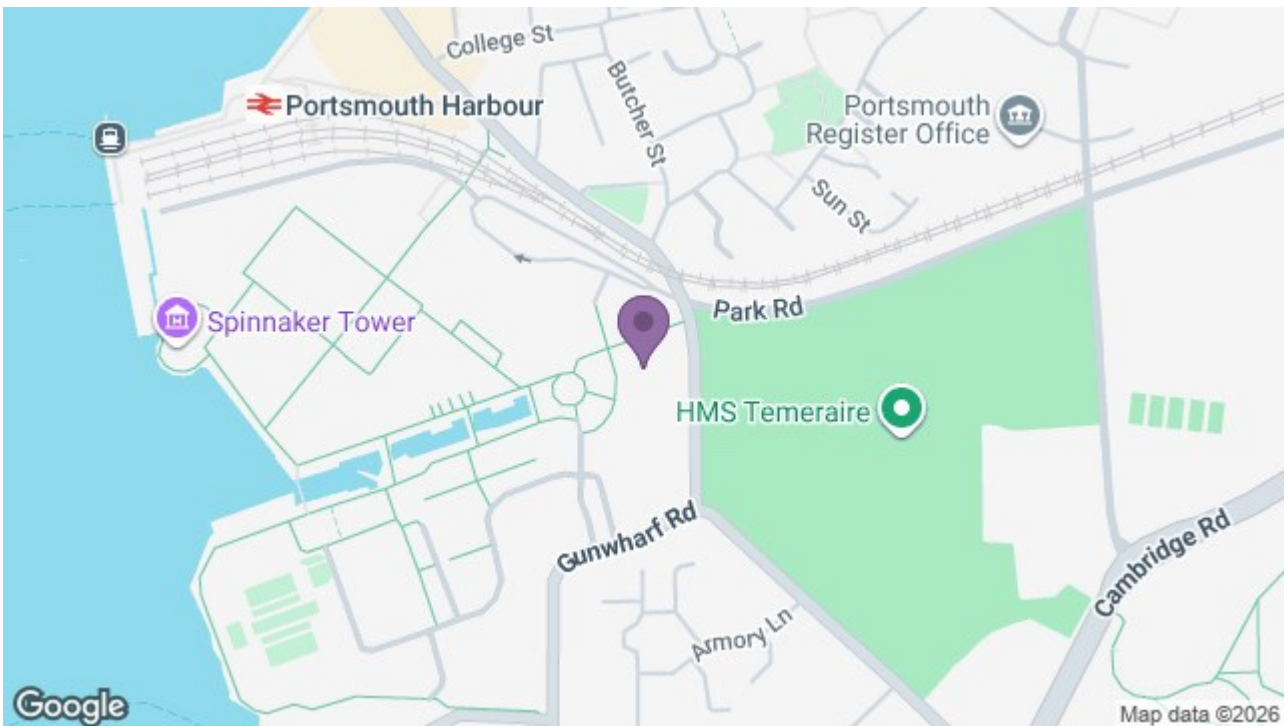 College St
Butcher St
Portsmouth Harbour
Portsmouth
Register Office
Sun St
Park Rd
Spinnaker Tower
HMS Temeraire
Gunwharf Rd
Cambridge Rd
Armory Ln
Google
Map data ©2026